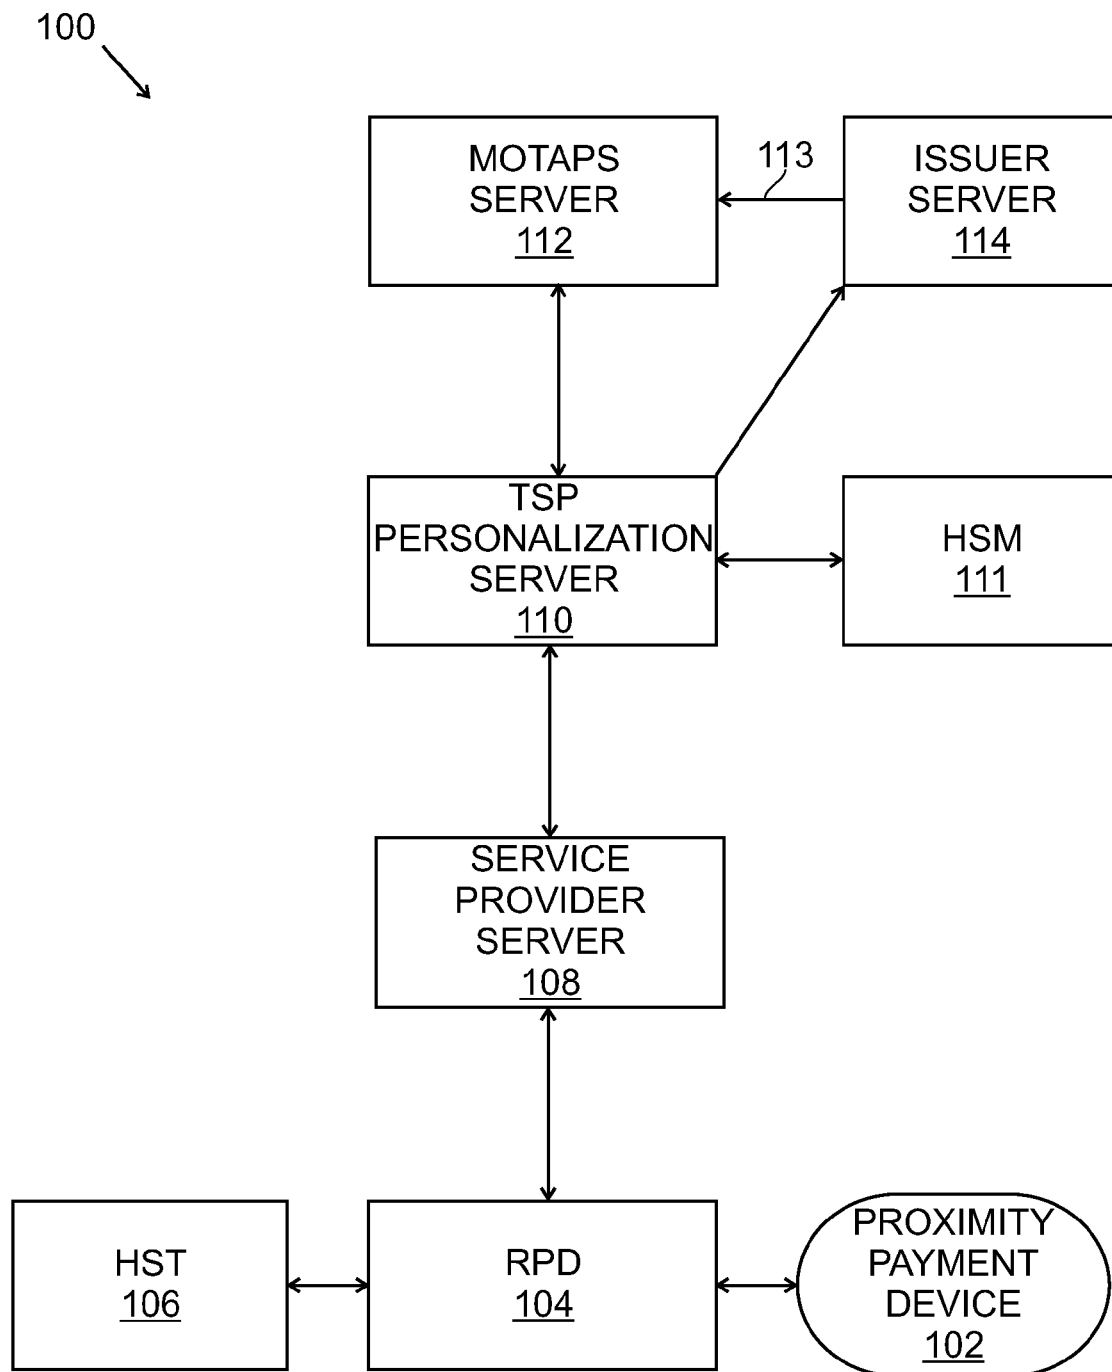 100
MOTAPS
SERVER
112
113
ISSUER
SERVER
114
TSP
PERSONALIZATION
SERVER
110
HSM
111
SERVICE
PROVIDER
SERVER
108
HST
106
RPD
104
PROXIMITY
PAYMENT
DEVICE
102